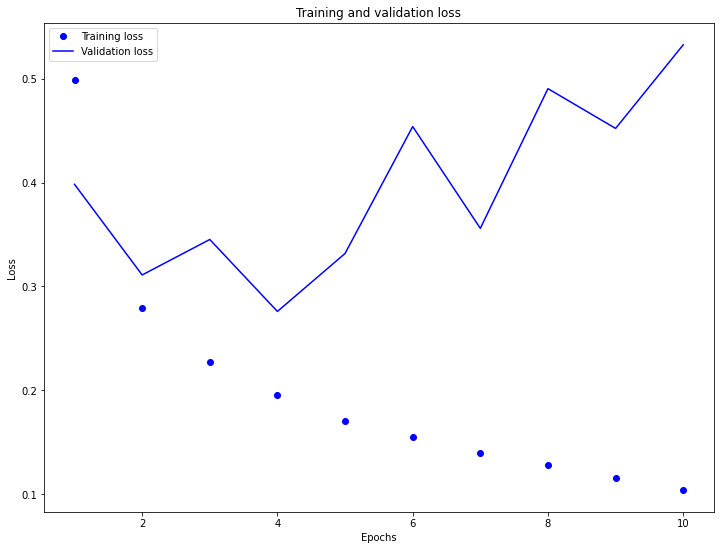 Training and validation loss
Training loss
Validation loss
0.5
0.4
0.3
0.2
0.1
Loss
2
4
6
8
10
Epochs